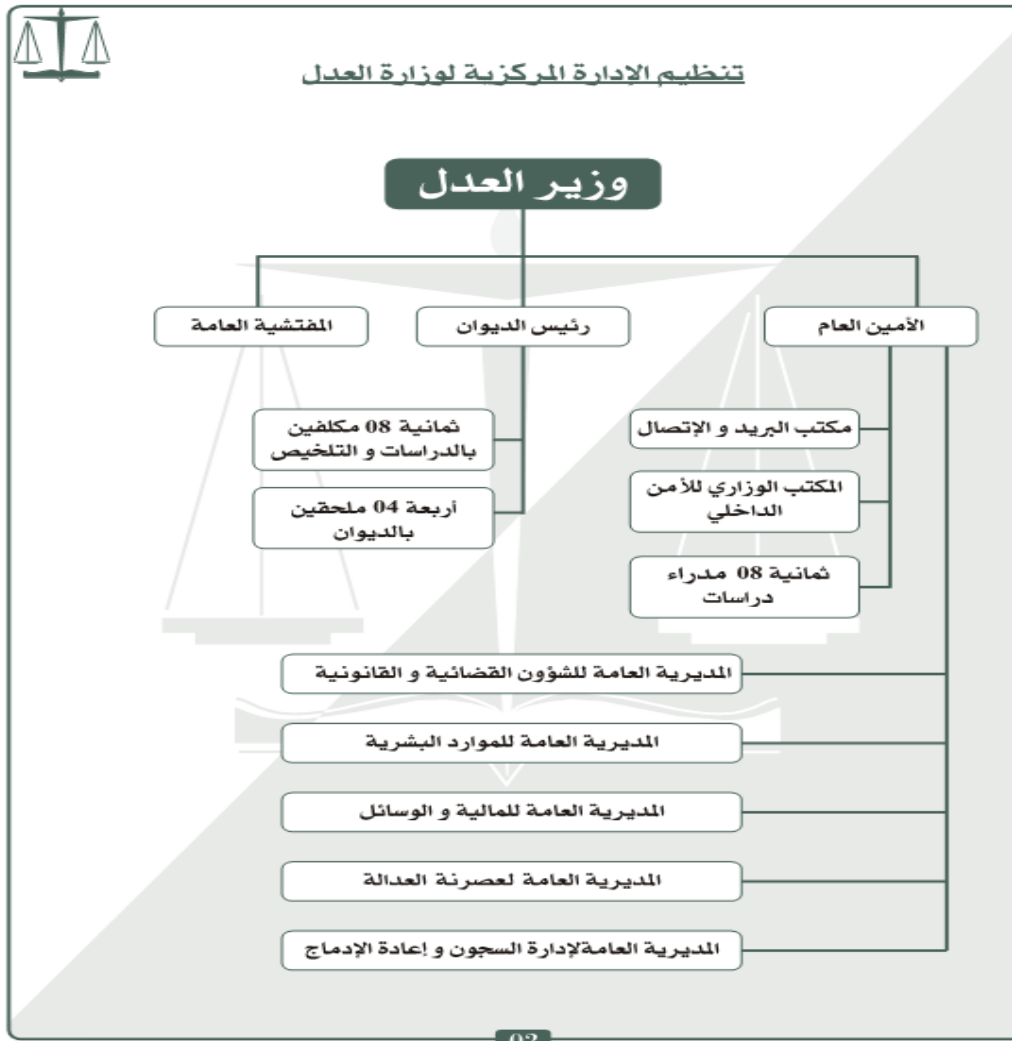 تنظيم الإدارة المركزية لوزارة العدل
وزير العدل
الأمين العام
رئيس الديوان
المفتشية العامة
مكتب البريد و الإتصال
المكتب الوزاري للأمن
الداخلي
ثمانية 08 مدراء
دراسات
ثمانية 08 مكلفين
بالدراسات و التلخيص
أربعة 04 ملحقين
بالديوان
المديرية العامة للشؤون القضائية و القانونية
المديرية العامة للموارد البشرية
المديرية العامة للمالية و الوسائل
المديرية العامة لعصرنة العدالة
المديرية العامةلإدارة السجون و إعادة الإدماج